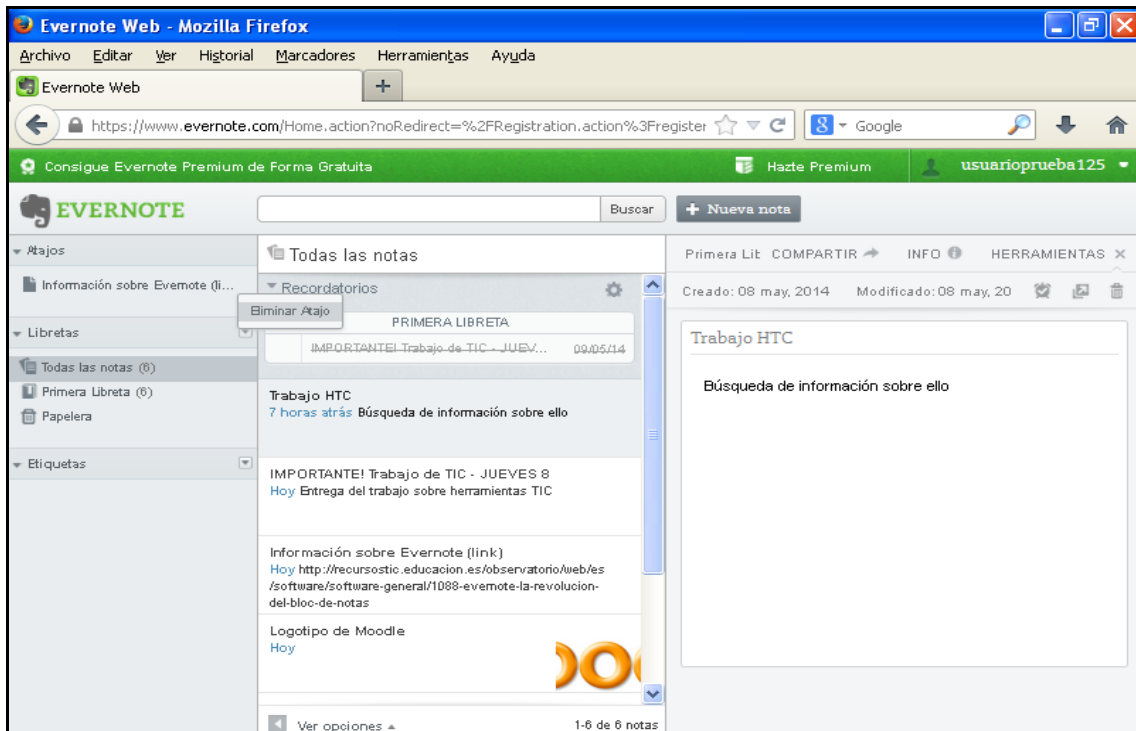 Evernote Web - Mozilla Firefox
Archivo Editar Ver Historial Marcadores Herramientas Ayuda
Evernote Web
https://www.evernote.com/Home.action?noRedirect=%2FRegistration.action%3Fregister
Google
Consigue Evernote Premium de Forma Gratuita
Hazte Premium
usuarioprueba125
EVERNOTE
Buscar
+ Nueva nota
Atajos
Información sobre Evernote (li...
Eliminar Atajo
Libretas
Todas las notas (6)
Primera Libreta (6)
Papelera
Etiquetas
Todas las notas
Recordatorios
PRIMERA LIBRETA
IMPORTANTE! Trabajo de TIC - JUEV... 09/05/14
Trabajo HTC
7 horas atrás Búsqueda de información sobre ello
IMPORTANTE! Trabajo de TIC - JUEVES 8
Hoy Entrega del trabajo sobre herramientas TIC
Información sobre Evernote (link)
Hoy http://recursostic.educacion.es/observatorio/web/es
/software/software-general/1088-evernote-la-revolucion-
del-bloc-de-notas
Logotipo de Moodle
Hoy
OO
Ver opciones
1-6 de 6 notas
Primera Lib COMPARTIR INFO HERRAMIENTAS
Creado: 08 may, 2014 Modificado: 08 may, 20
Trabajo HTC
Búsqueda de información sobre ello